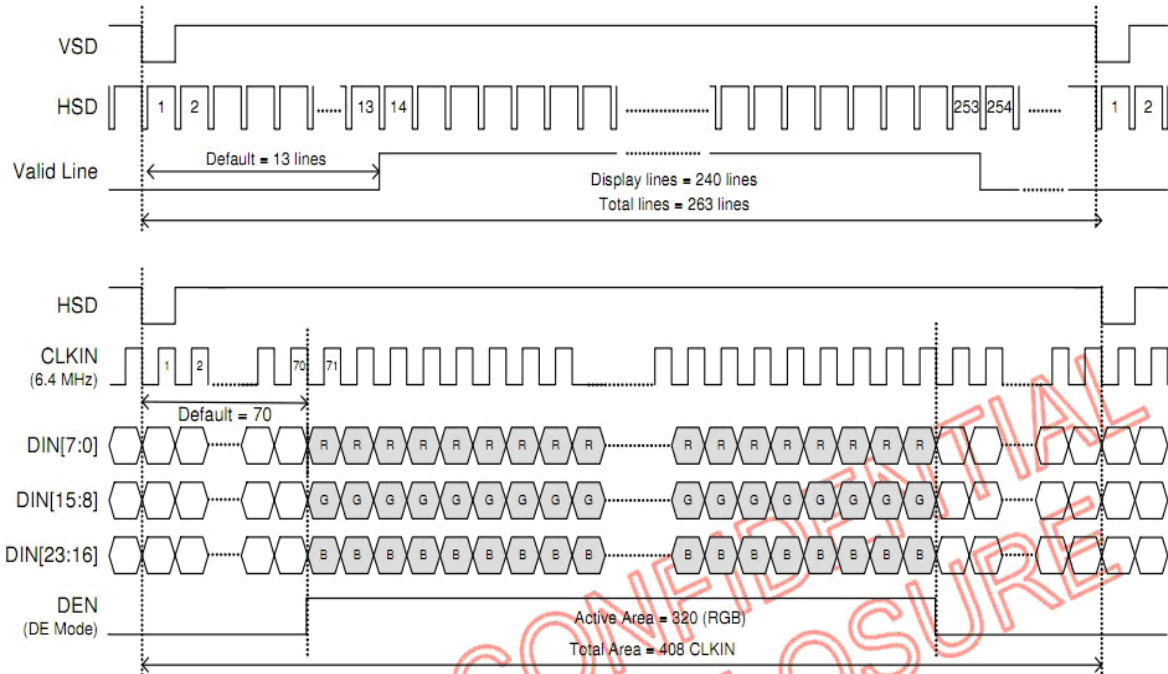 VSD
HSD 1 2 13 14 253 254 1 2
Valid Line
Default = 13 lines
Display lines = 240 lines
Total lines = 263 lines
HSD
CLKIN 1 2 70 71
(6.4 MHz)
Default = 70
DIN[7:0] R R R R R R R R R R R R R R R R R
DIN[15:8] G G G G G G G G G G G G G G G G G
DIN[23:16] B B B B B B B B B B B B B B B B B
DEN
(DE Mode)
Active Area = 320 (RGB)
Total Area = 408 CLKIN
CONFIDENTIAL